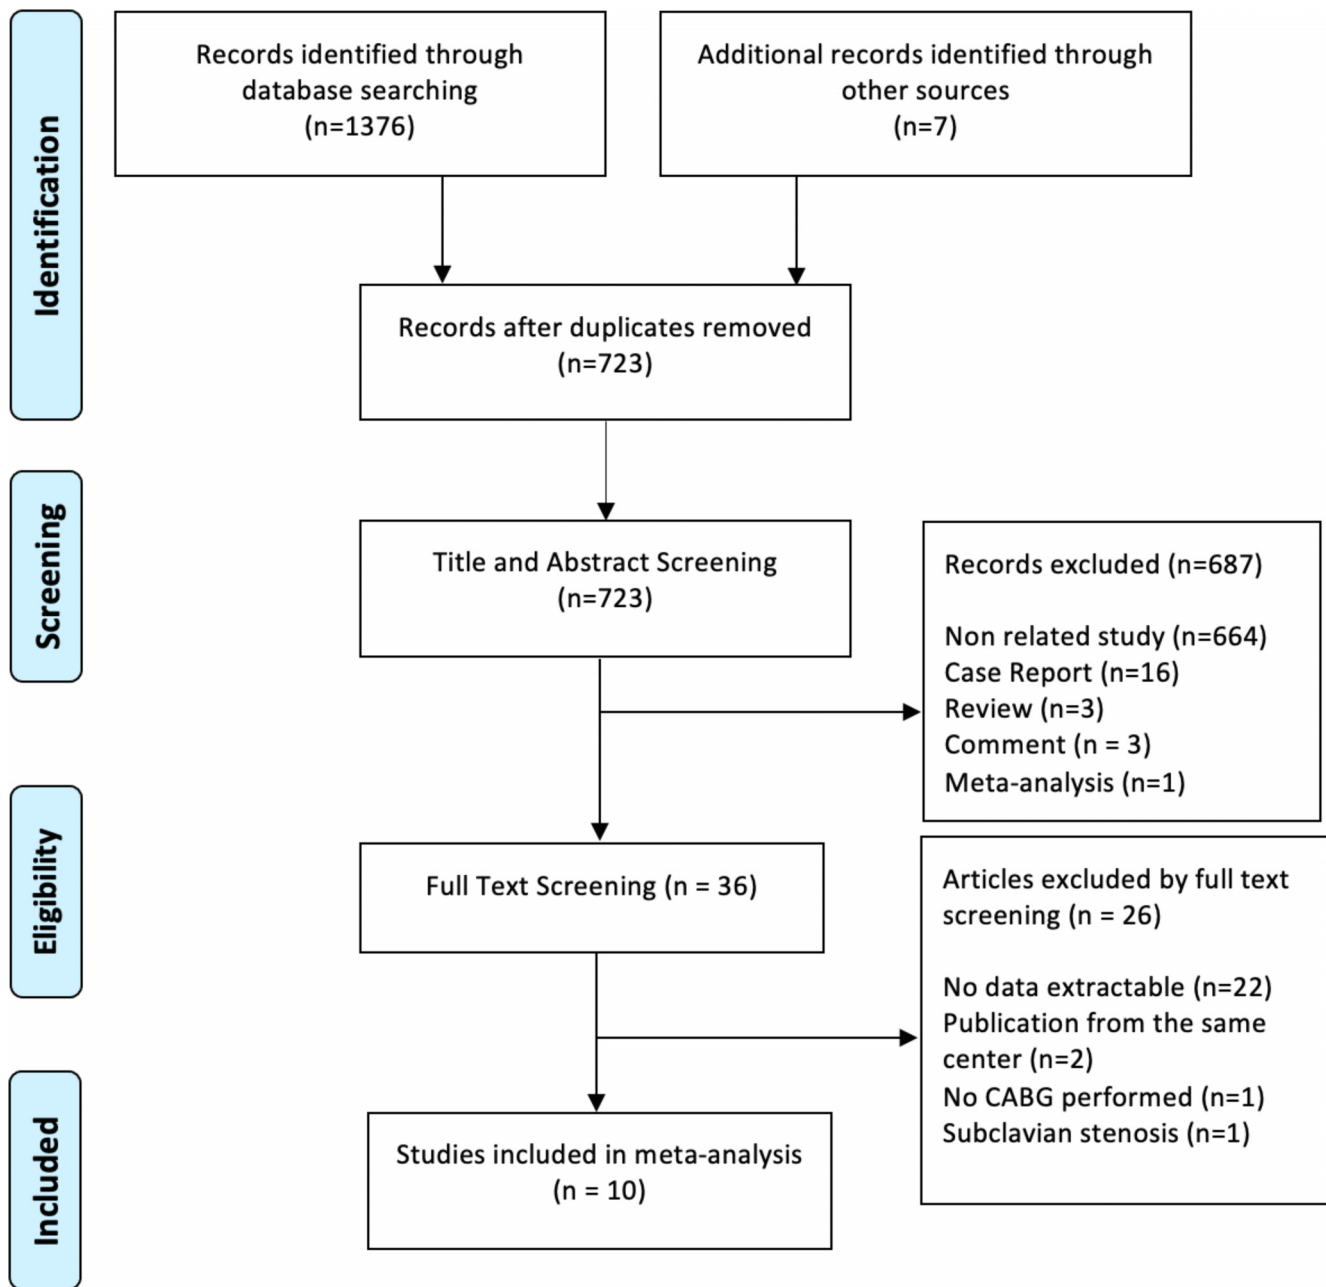 Identification
Records identified through
database searching
(n=1376)
Additional records identified through
other sources
(n=7)
Records after duplicates removed
(n=723)
Screening
Title and Abstract Screening
(n=723)
Records excluded (n=687)
Non related study (n=664)
Case Report (n=16)
Review (n=3)
Comment (n = 3)
Meta-analysis (n=1)
Eligibility
Full Text Screening (n = 36)
Articles excluded by full text
screening (n = 26)
No data extractable (n=22)
Publication from the same
center (n=2)
No CABG performed (n=1)
Subclavian stenosis (n=1)
Included
Studies included in meta-analysis
(n = 10)